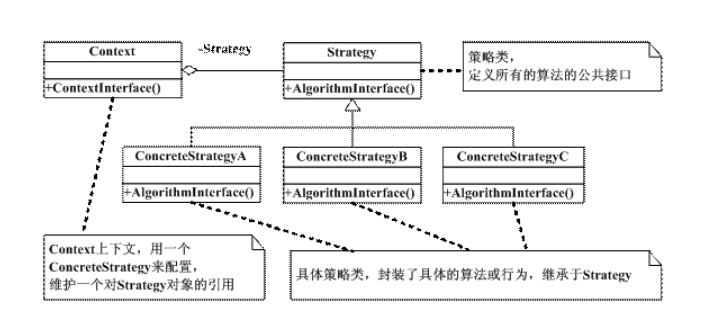 Context
-Strategy
Strategy
+ContextInterface()
+AlgorithmInterface()
策略类，
定义所有的算法的公共接口
ConcreteStrategyA
ConcreteStrategyB
ConcreteStrategyC
+AlgorithmInterface()
+AlgorithmInterface()
+AlgorithmInterface()
Context上下文，用一个
ConcreteStrategy来配置，
维护一个对Strategy对象的引用
具体策略类，封装了具体的算法或行为，继承于Strategy